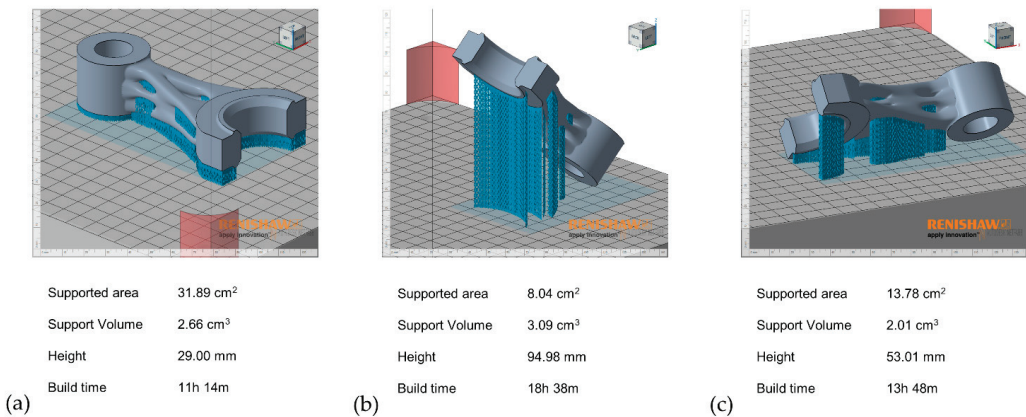 RENISHAW
apply innovation™
RENISHAW
apply innovation™
RENISHAW
apply innovation™
Supported area 31.89 cm²
Support Volume 2.66 cm³
Height 29.00 mm
Build time 11h 14m
(a)
Supported area 8.04 cm²
Support Volume 3.09 cm³
Height 94.98 mm
Build time 18h 38m
(b)
Supported area 13.78 cm²
Support Volume 2.01 cm³
Height 53.01 mm
Build time 13h 48m
(c)